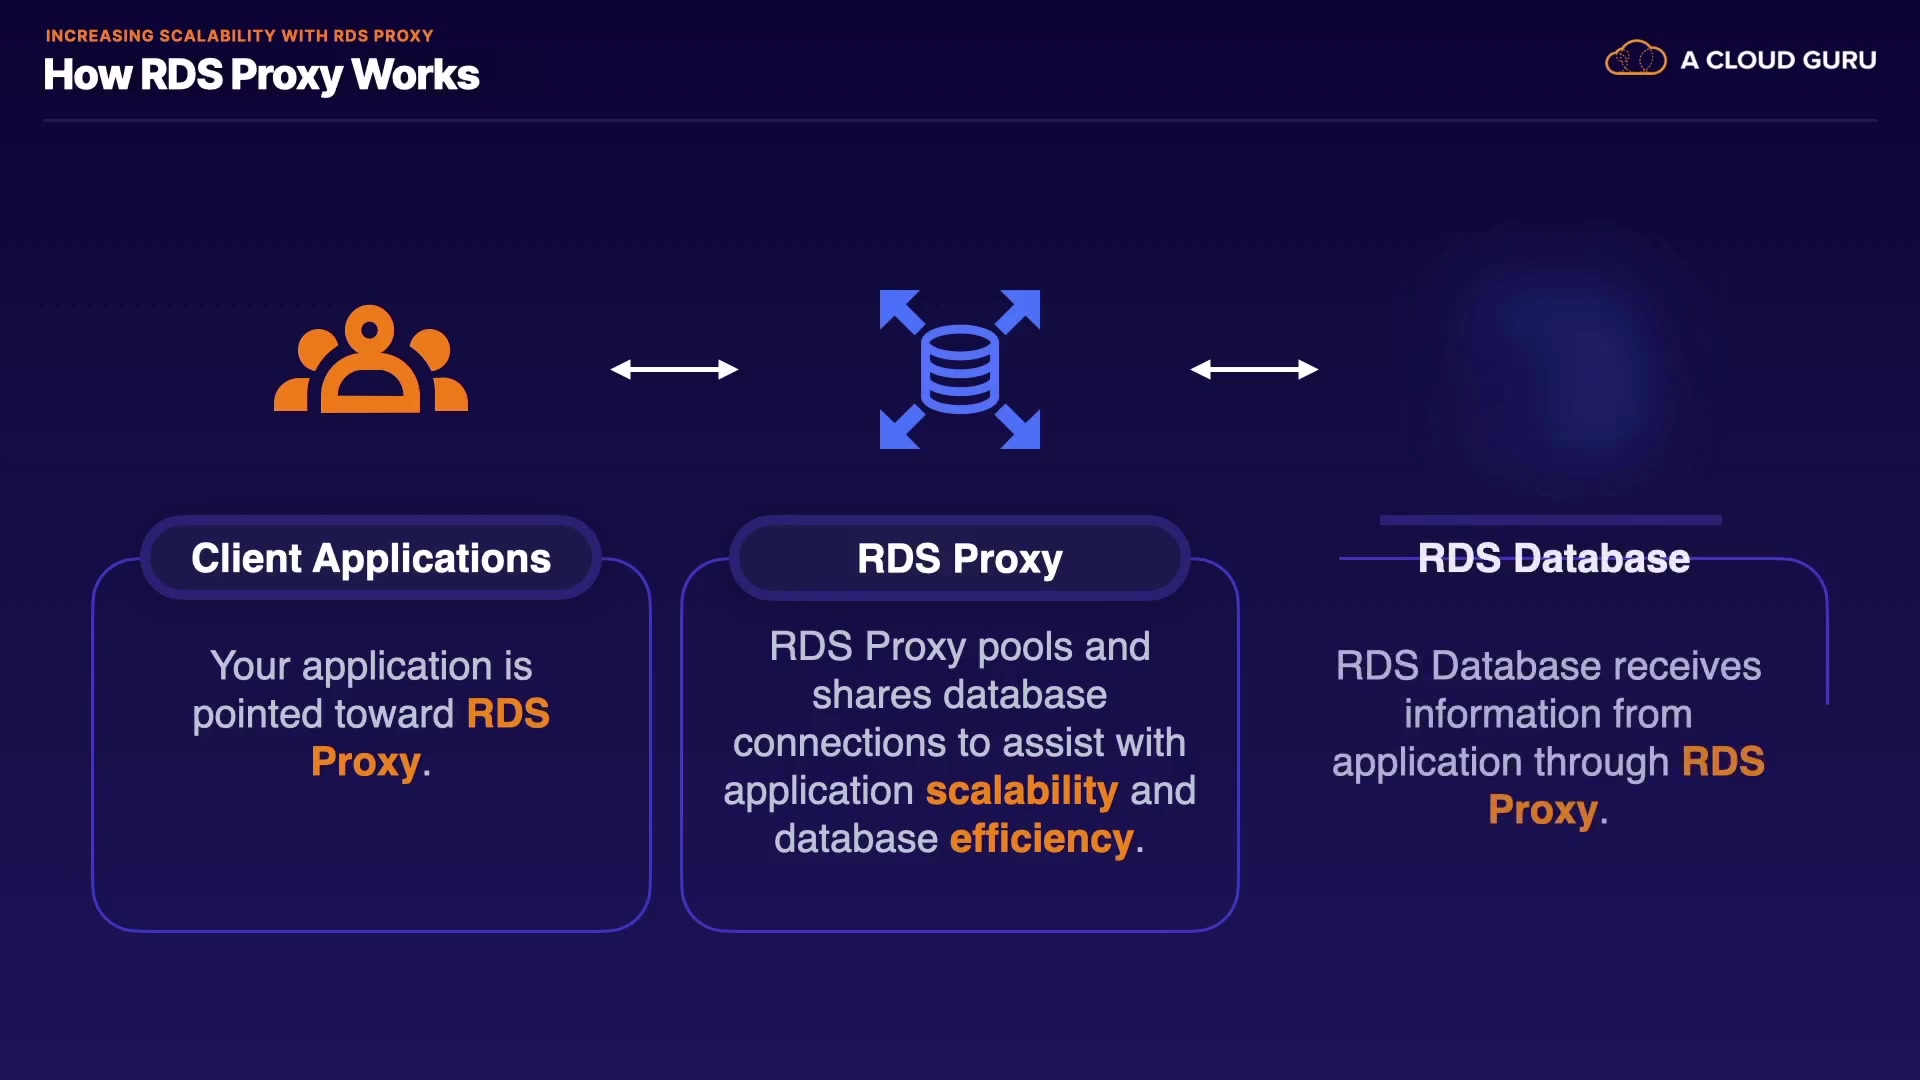 INCREASING SCALABILITY WITH RDS PROXY
How RDS Proxy Works
A CLOUD GURU
Client Applications
Your application is
pointed toward RDS
Proxy.
RDS Proxy
RDS Proxy pools and
shares database
connections to assist with
application scalability and
database efficiency.
RDS Database
RDS Database receives
information from
application through RDS
Proxy.